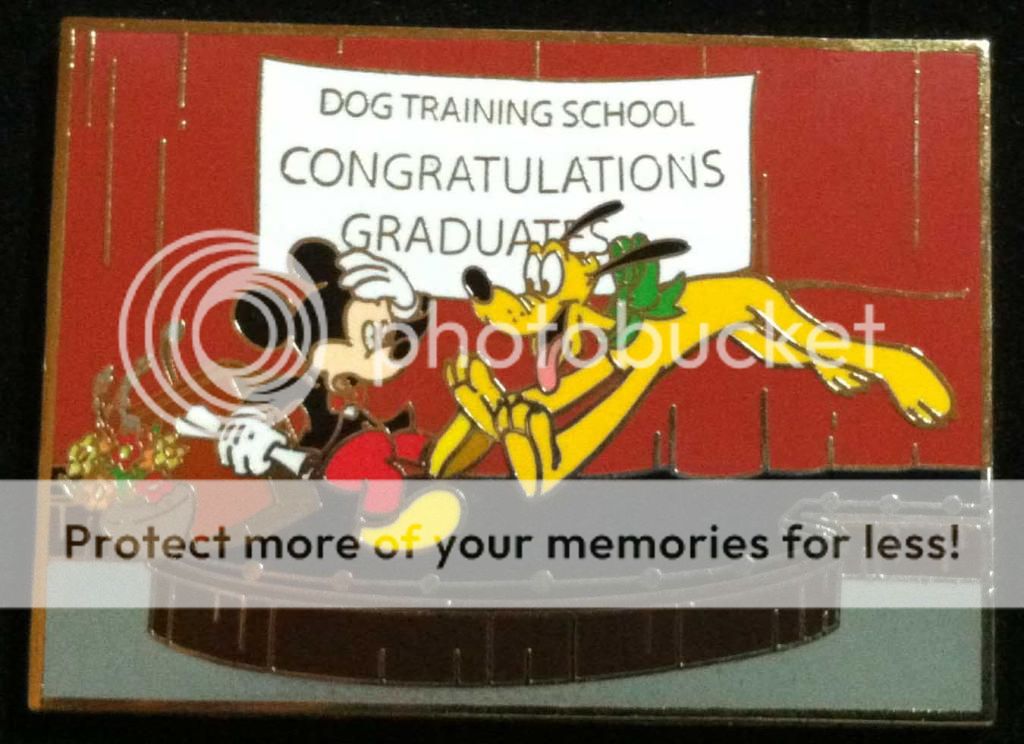 DOG TRAINING SCHOOL
CONGRATULATIONS
GRADUATES
photobucket
Protect more of your memories for less!